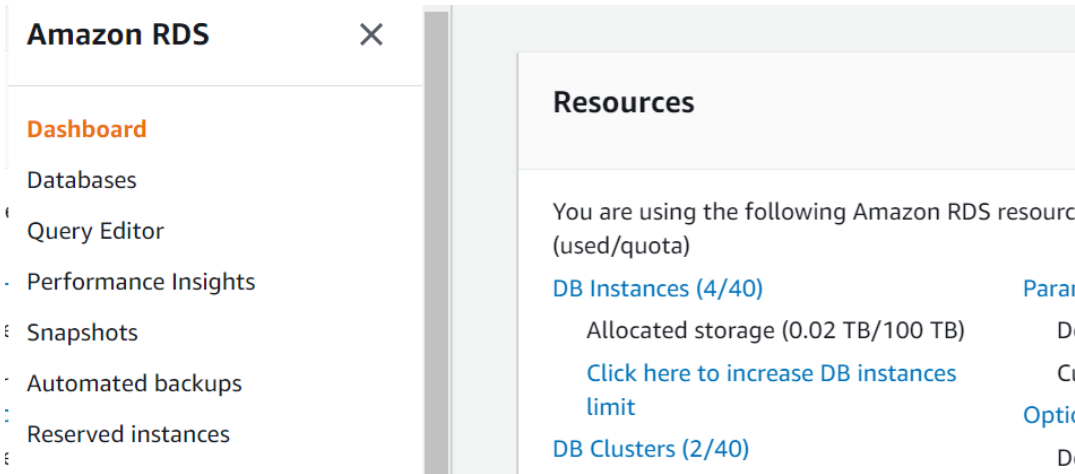 Amazon RDS
Dashboard
Databases
Query Editor
Performance Insights
Snapshots
Automated backups
Reserved instances
Resources
You are using the following Amazon RDS
(used/quota)
DB Instances (4/40)
Allocated storage (0.02 TB/100 TB)
Click here to increase DB instances
limit
DB Clusters (2/40)